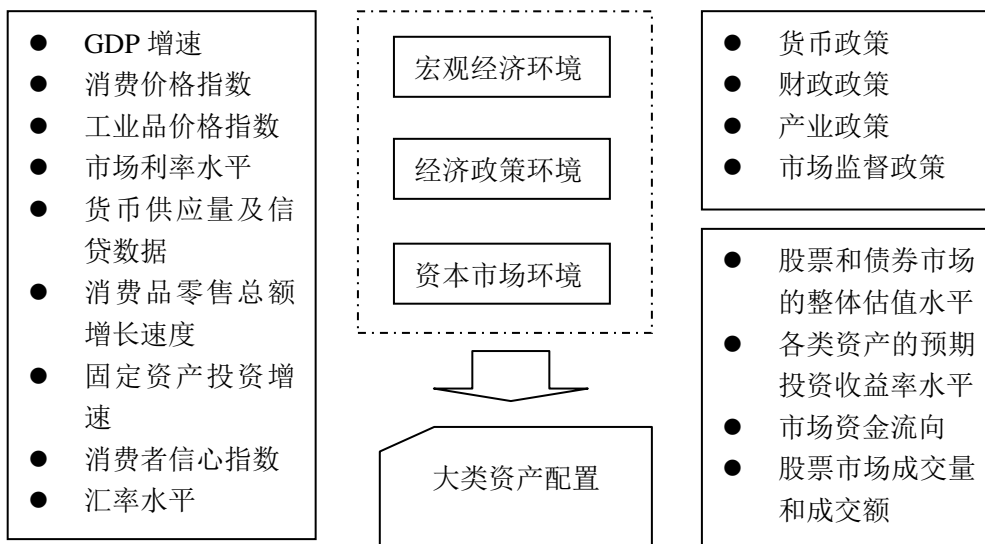 ● GDP 增速
● 消费价格指数
● 工业品价格指数
● 市场利率水平
● 货币供应量及信
贷数据
● 消费品零售总额
增长速度
● 固定资产投资增
速
● 消费者信心指数
● 汇率水平
宏观经济环境
经济政策环境
资本市场环境
大类资产配置
● 货币政策
● 财政政策
● 产业政策
● 市场监督政策
● 股票和债券市场
的整体估值水平
● 各类资产的预期
投资收益率水平
● 市场资金流向
● 股票市场成交量
和成交额